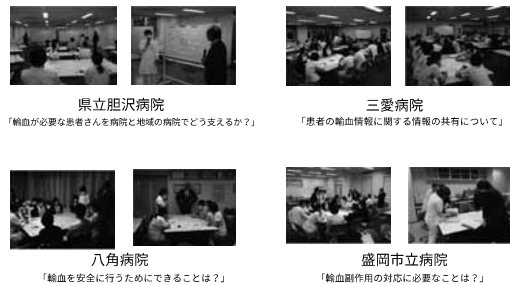 県立胆沢病院
「輸血が必要な患者さんを病院と地域の病院でどう支えるか？」
三愛病院
「患者の輸血情報に関する情報の共有について」
八角病院
「輸血を安全に行うためにできることは？」
盛岡市立病院
「輸血副作用の対応に必要なことは？」